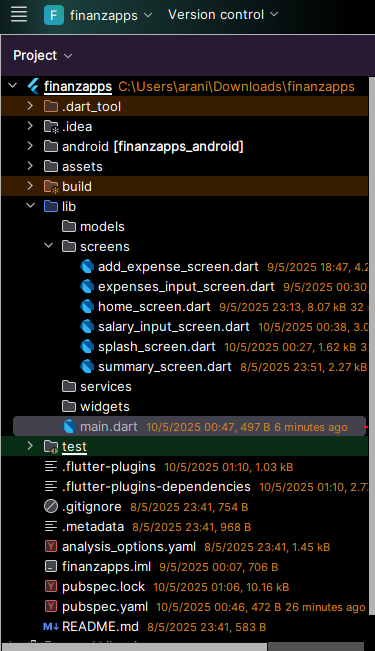 F finanzapps Version control
Project
finanzapps C:\Users\arani\Downloads\finanzapps
.dart_tool
.idea
android [finanzapps_android]
assets
build
lib
models
screens
add_expense_screen.dart 9/5/2025 18:47, 4.2
expenses_input_screen.dart 9/5/2025 00:30
home_screen.dart 9/5/2025 23:13, 8.07 kB 32
salary_input_screen.dart 10/5/2025 00:38, 3.0
splash_screen.dart 10/5/2025 00:27, 1.62 kB 3
summary_screen.dart 8/5/2025 23:51, 2.27 kB
services
widgets
main.dart 10/5/2025 00:47, 497 B 6 minutes ago
test
.flutter-plugins 10/5/2025 01:10, 1.03 kB
.flutter-plugins-dependencies 10/5/2025 01:10, 2.77
.gitignore 8/5/2025 23:41, 754 B
.metadata 8/5/2025 23:41, 968 B
analysis_options.yaml 8/5/2025 23:41, 1.45 kB
finanzapps.iml 9/5/2025 00:07, 706 B
pubspec.lock 10/5/2025 01:06, 10.16 kB
pubspec.yaml 10/5/2025 00:46, 472 B 26 minutes ago
README.md 8/5/2025 23:41, 583 B